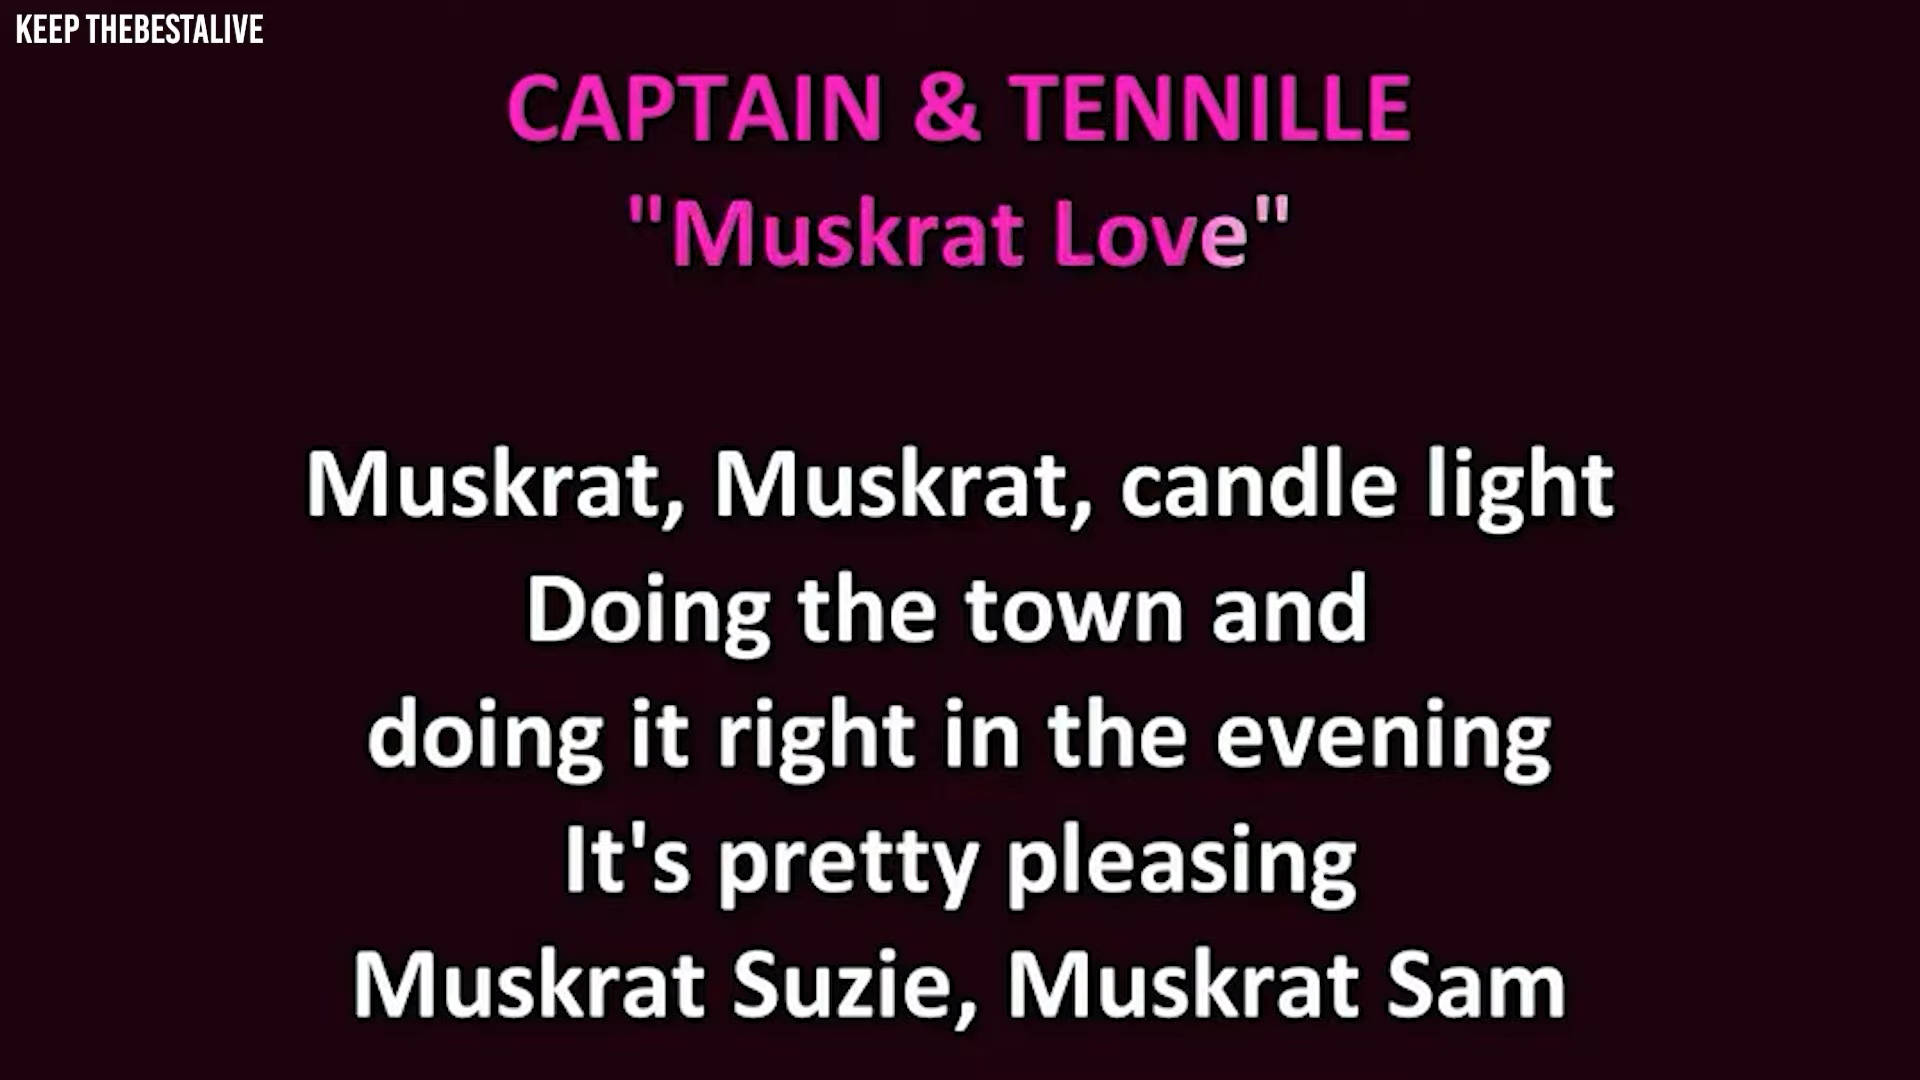 KEEP THEBESTALIVE
CAPTAIN & TENNILLE
"Muskrat Love"
Muskrat, Muskrat, candle light
Doing the town and
doing it right in the evening
It's pretty pleasing
Muskrat Suzie, Muskrat Sam